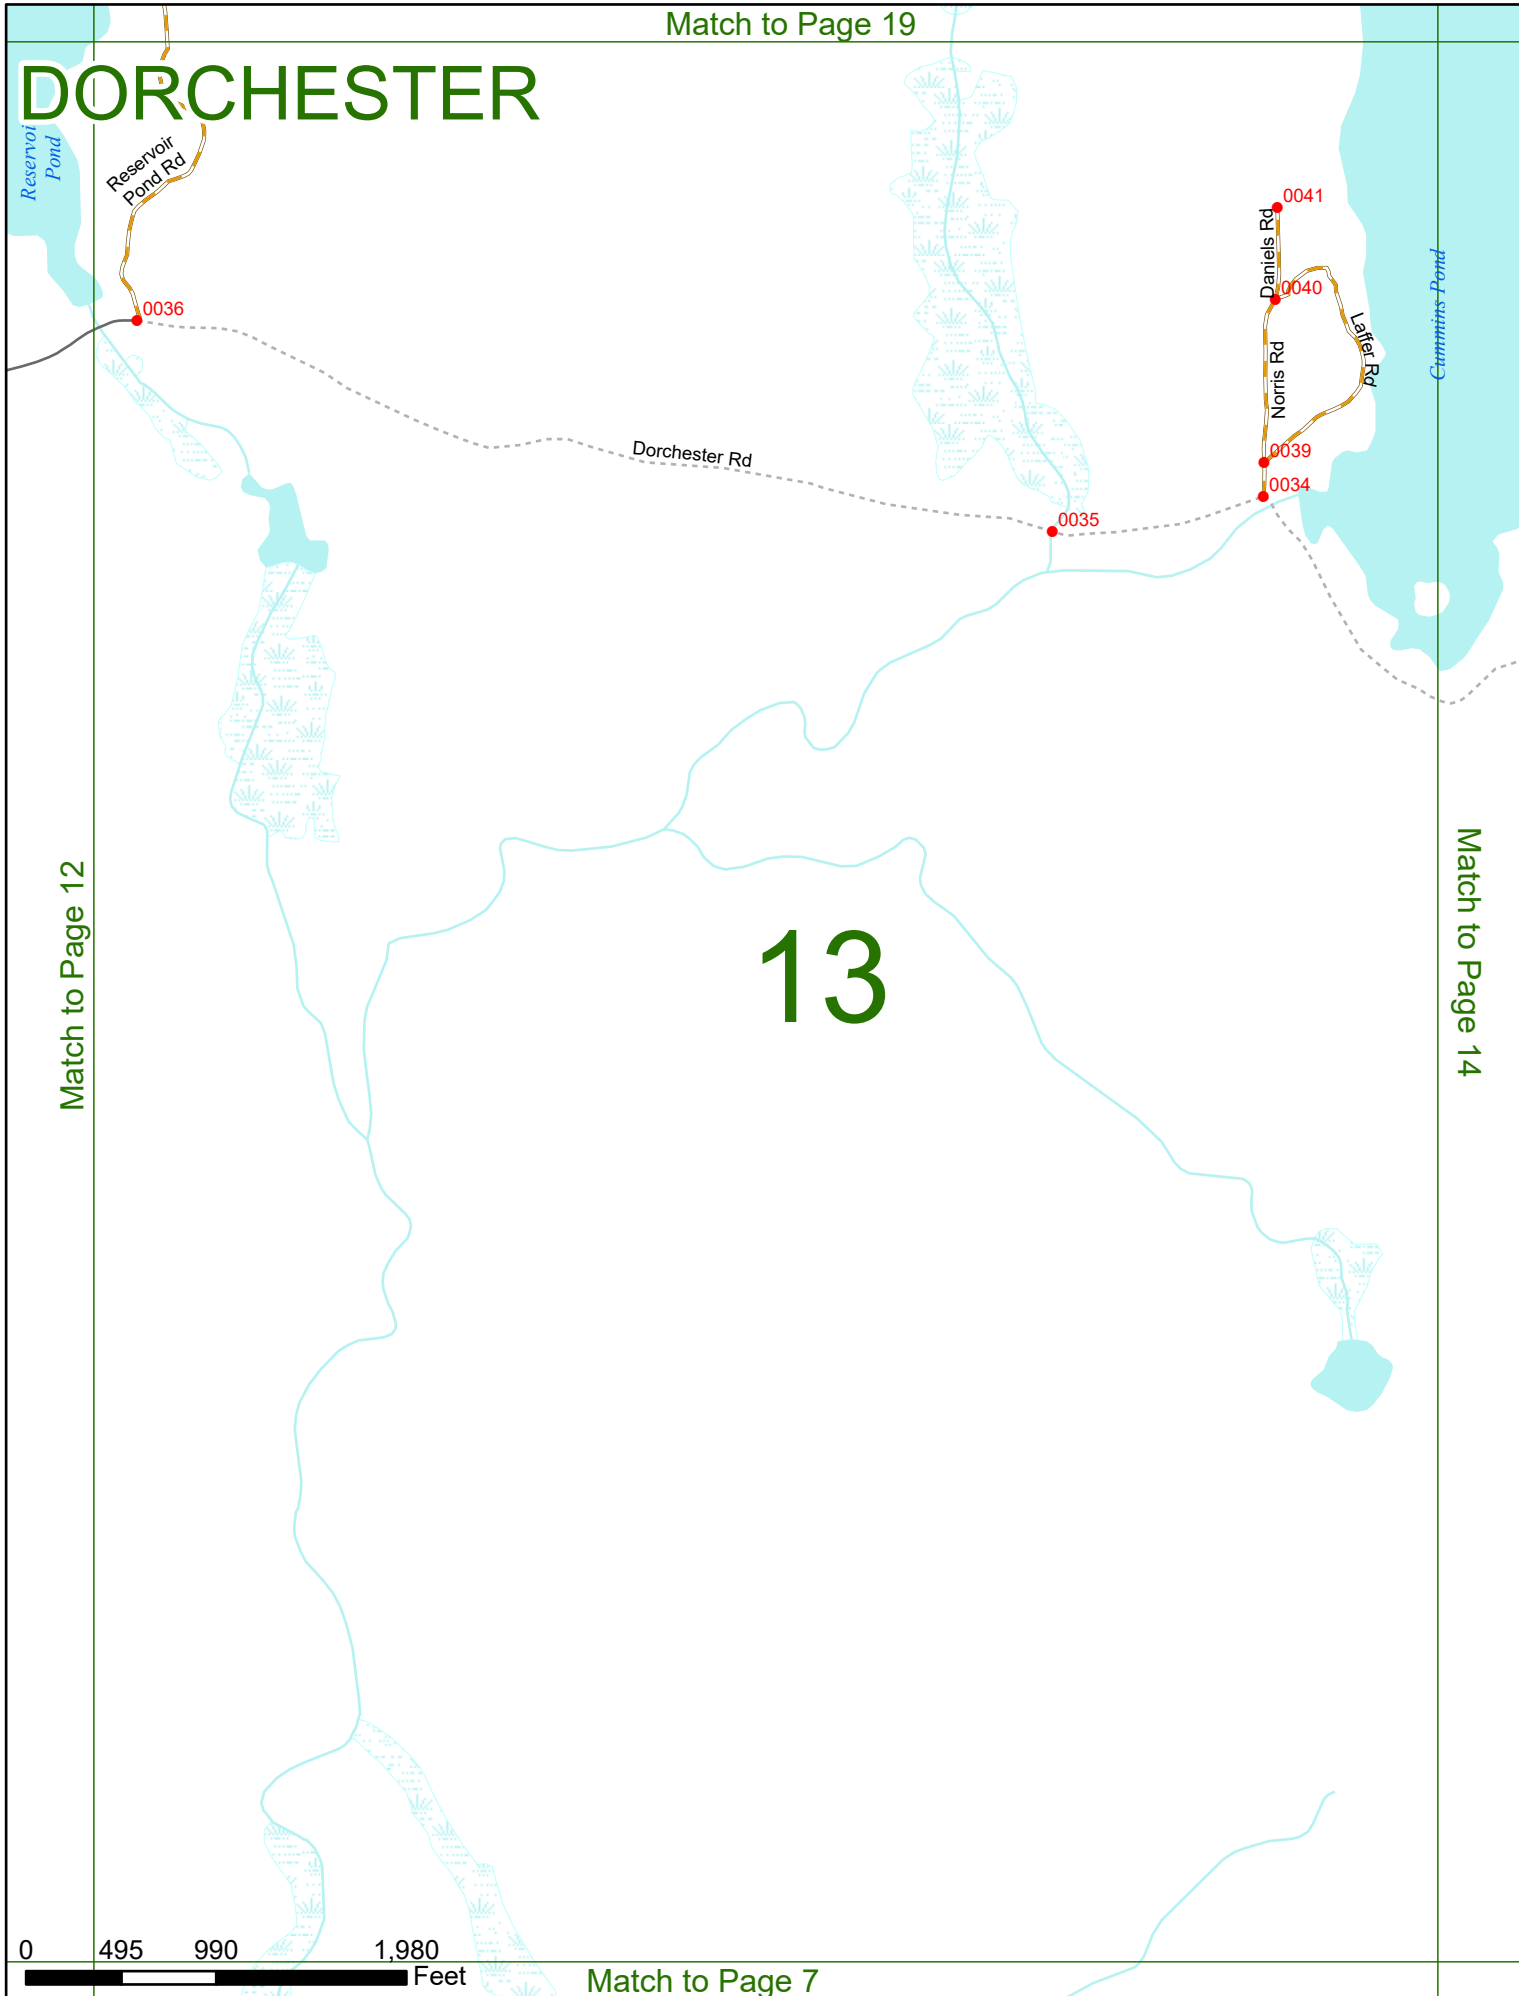 Match to Page 19
DORCHESTER
Reservoi
Pond
Reservoir
Pond Rd
0041
Daniels Rd
0040
Cummins Pond
0036
Laffer Rd
Norris Rd
Dorchester Rd
0039
0034
0035
Match to Page 12
13
Match to Page 14
0 495 990 1,980
Feet
Match to Page 7